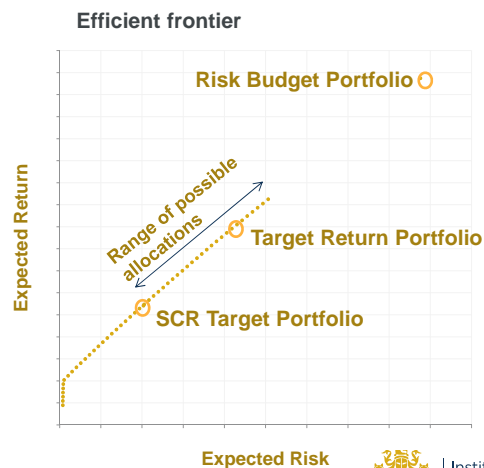 Efficient frontier
Risk Budget Portfolio
Range of possible
allocations
Target Return Portfolio
SCR Target Portfolio
Expected Return
Expected Risk